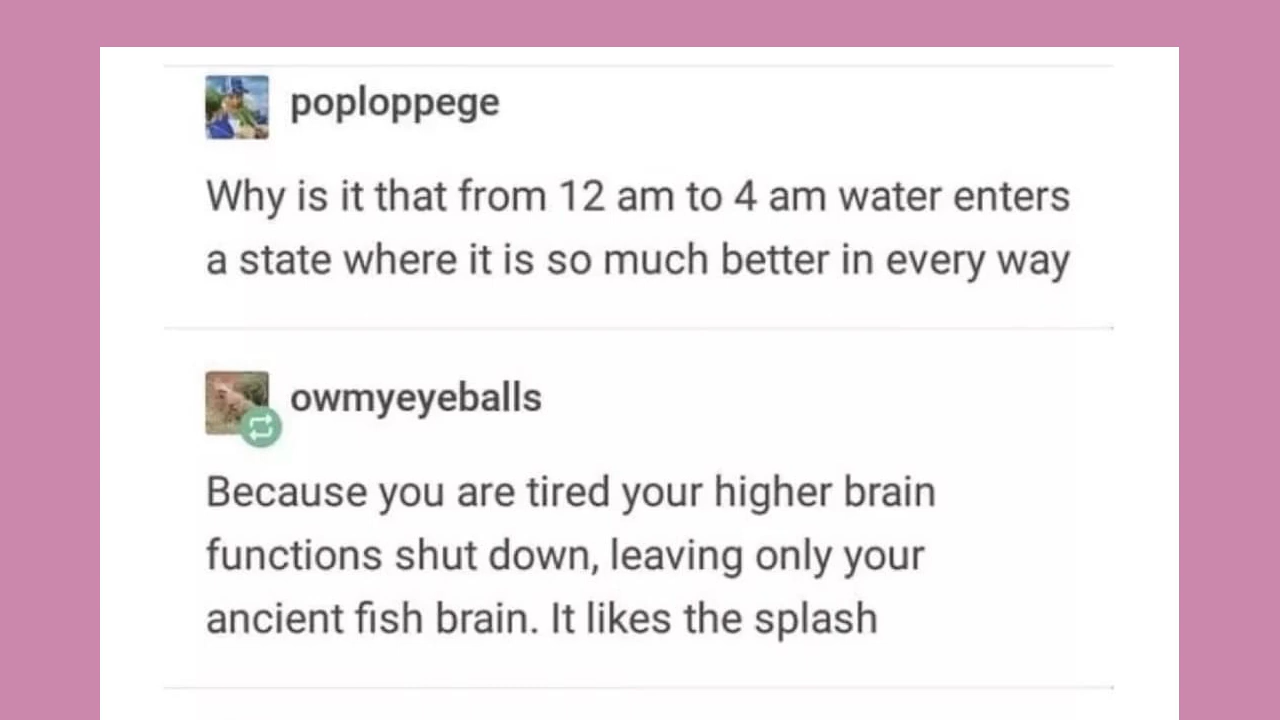 poploppege
Why is it that from 12 am to 4 am water enters
a state where it is so much better in every way
owmyeyeballs
Because you are tired your higher brain
functions shut down, leaving only your
ancient fish brain. It likes the splash